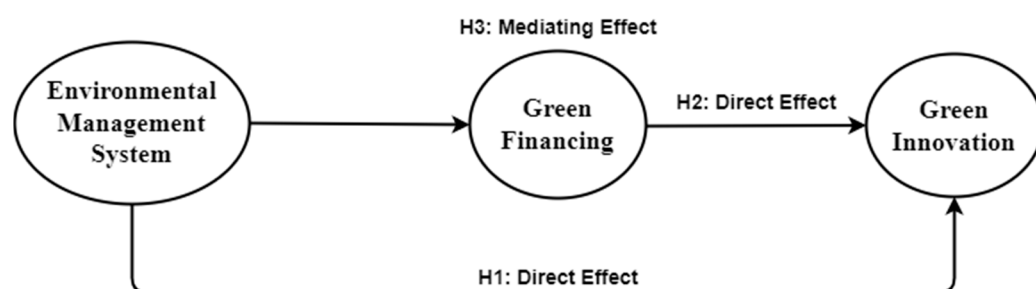 H3: Mediating Effect
Environmental
Management
System
Green
Financing
H2: Direct Effect
Green
Innovation
H1: Direct Effect